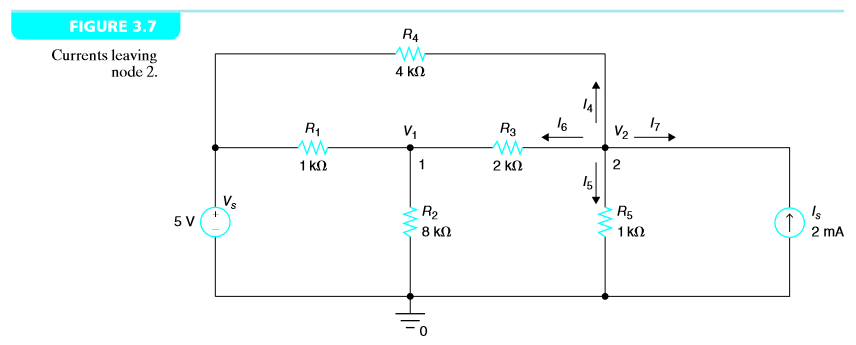 FIGURE 3.7
Currents leaving
node 2.
R4
4 kΩ
I4
R1
1 kΩ
V1
1
R3
2 kΩ
I6
V2
I7
2
I5
5 V
Vs
+
−
R2
8 kΩ
R5
1 kΩ
Is
2 mA
0